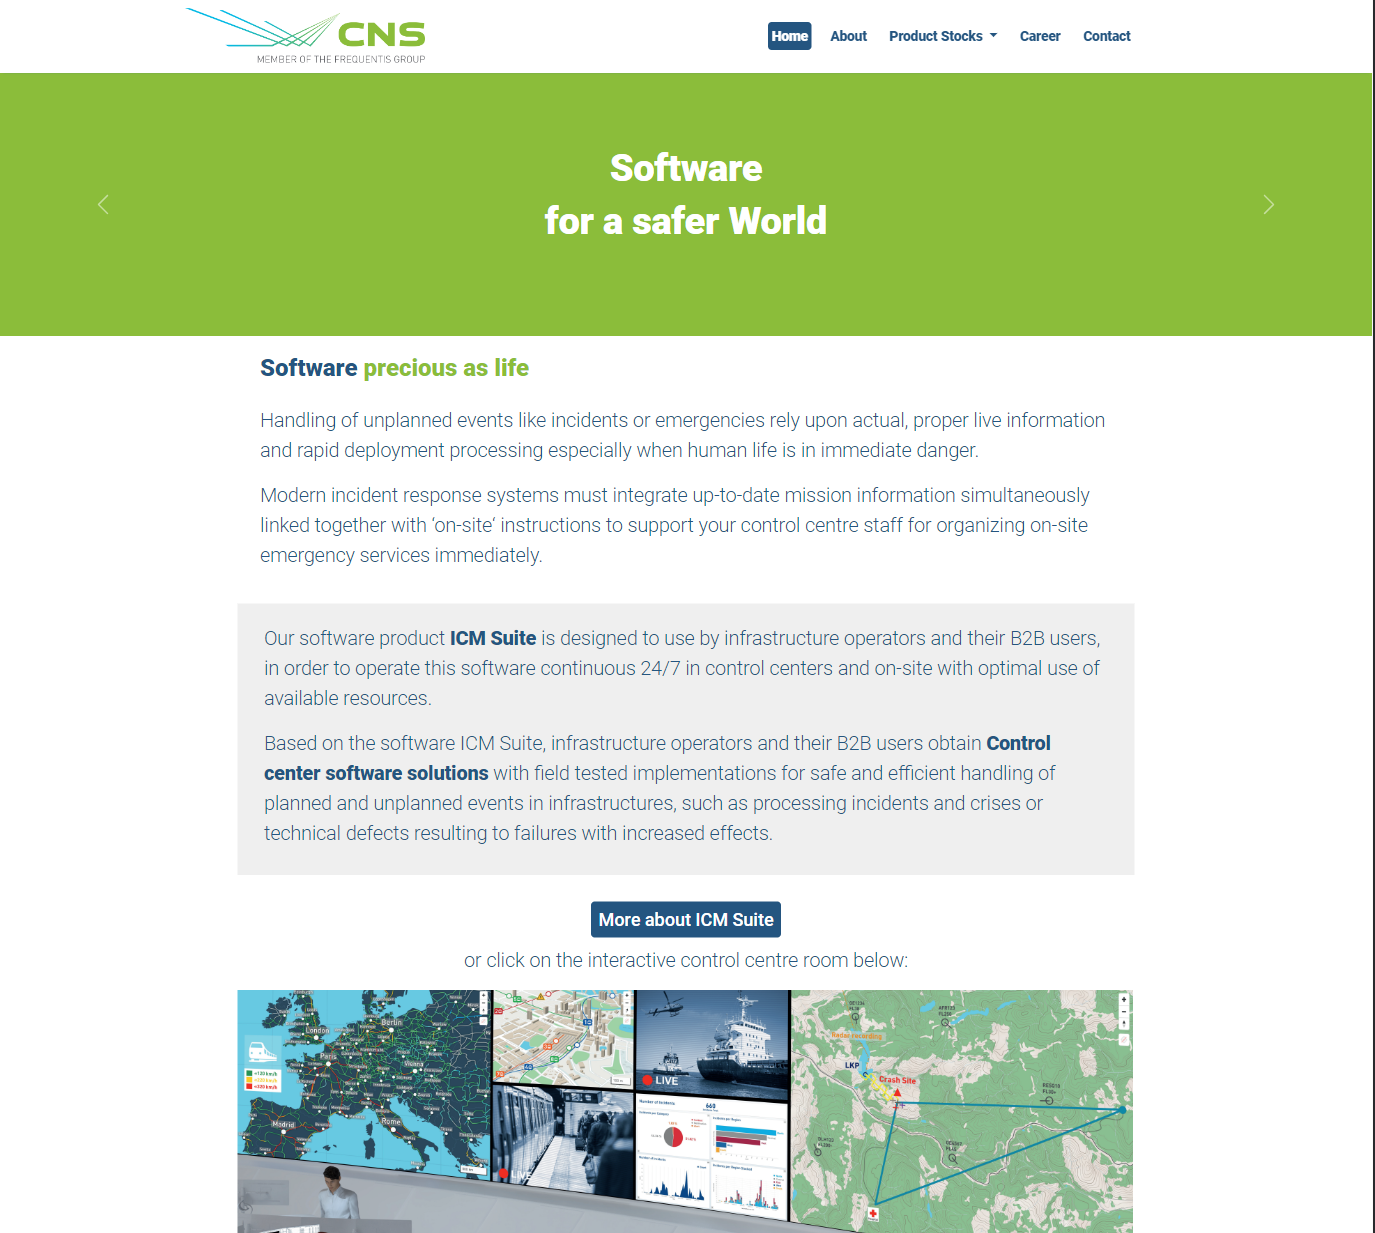 CNS
MEMBER OF THE FREQUENTIS GROUP
Home
About
Product Stocks
Career
Contact
Software
for a safer World
Software precious as life
Handling of unplanned events like incidents or emergencies rely upon actual, proper live information
and rapid deployment processing especially when human life is in immediate danger.
Modern incident response systems must integrate up-to-date mission information simultaneously
linked together with ‘on-site‘ instructions to support your control centre staff for organizing on-site
emergency services immediately.
Our software product ICM Suite is designed to use by infrastructure operators and their B2B users,
in order to operate this software continuous 24/7 in control centers and on-site with optimal use of
available resources.
Based on the software ICM Suite, infrastructure operators and their B2B users obtain Control
center software solutions with field tested implementations for safe and efficient handling of
planned and unplanned events in infrastructures, such as processing incidents and crises or
technical defects resulting to failures with increased effects.
More about ICM Suite
or click on the interactive control centre room below:
London
Berlin
Paris
Vienna
Madrid
Rome
LIVE
LIVE
Number of Incidents
660
Radar recording
LKP
Crash Site